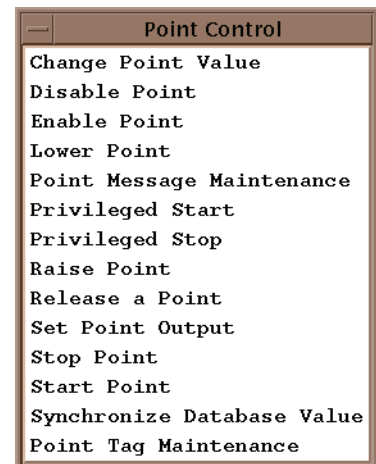 Point Control
Change Point Value
Disable Point
Enable Point
Lower Point
Point Message Maintenance
Privileged Start
Privileged Stop
Raise Point
Release a Point
Set Point Output
Stop Point
Start Point
Synchronize Database Value
Point Tag Maintenance